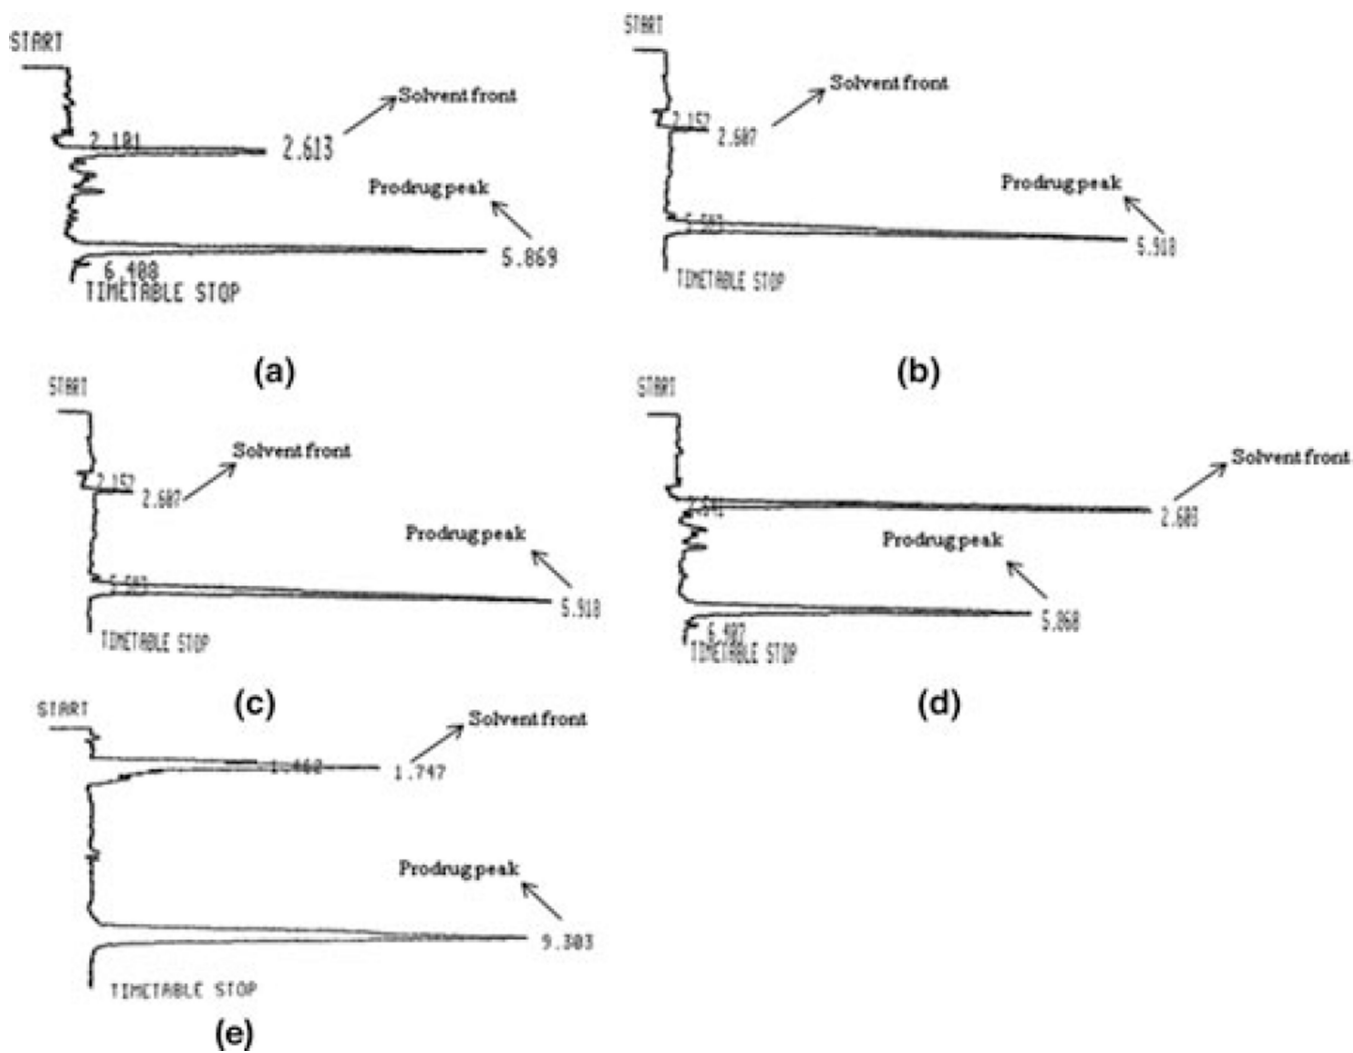 START
Solvent front
2.101
2.613
Prodrug peak
5.869
6.408
TIMETABLE STOP
(a)
START
Solvent front
2.152
2.607
Prodrug peak
5.918
TIMETABLE STOP
(b)
START
Solvent front
2.152
2.607
Prodrug peak
5.918
TIMETABLE STOP
(c)
START
Solvent front
2.603
Prodrug peak
5.868
6.407
TIMETABLE STOP
(d)
START
Solvent front
1.462
1.747
Prodrug peak
9.303
TIMETABLE STOP
(e)